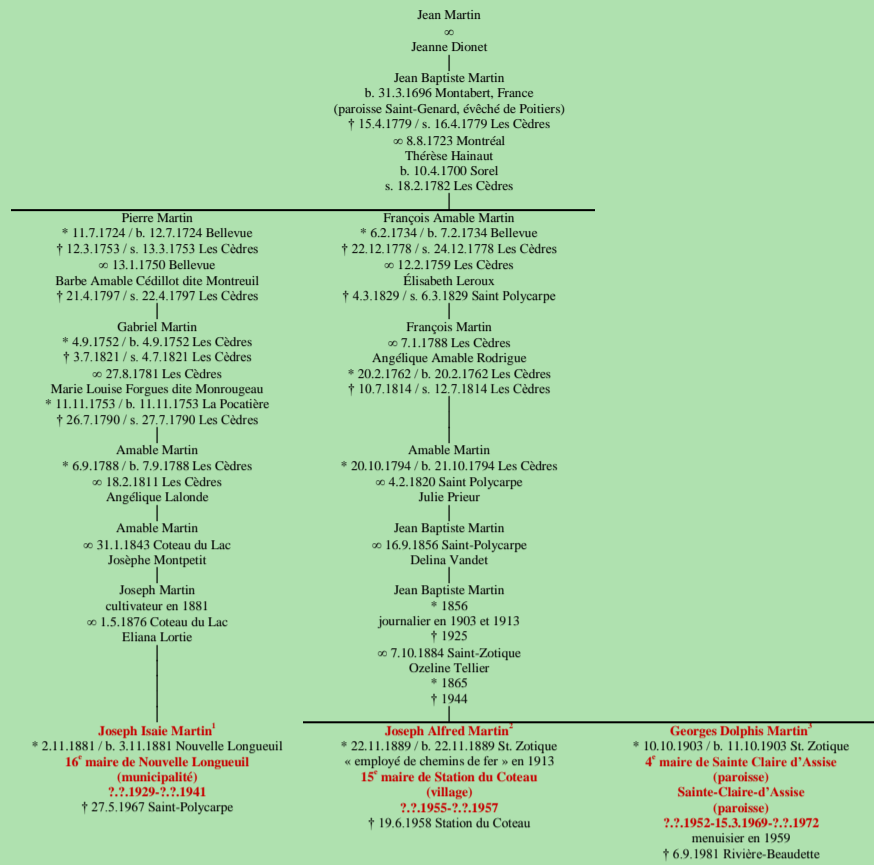 Jean Martin
∞
Jeanne Dionet
Jean Baptiste Martin
b. 31.3.1696 Montabert, France
(paroisse Saint-Genard, évêché de Poitiers)
† 15.4.1779 / s. 16.4.1779 Les Cèdres
∞ 8.8.1723 Montréal
Thérèse Hainaut
b. 10.4.1700 Sorel
s. 18.2.1782 Les Cèdres
Pierre Martin
* 11.7.1724 / b. 12.7.1724 Bellevue
† 12.3.1753 / s. 13.3.1753 Les Cèdres
∞ 13.1.1750 Bellevue
Barbe Amable Cédillot dite Montreuil
† 21.4.1797 / s. 22.4.1797 Les Cèdres
Gabriel Martin
* 4.9.1752 / b. 4.9.1752 Les Cèdres
† 3.7.1821 / s. 4.7.1821 Les Cèdres
∞ 27.8.1781 Les Cèdres
Marie Louise Forgues dite Monrougeau
* 11.11.1753 / b. 11.11.1753 La Pocatière
† 26.7.1790 / s. 27.7.1790 Les Cèdres
Amable Martin
* 6.9.1788 / b. 7.9.1788 Les Cèdres
∞ 18.2.1811 Les Cèdres
Angélique Lalonde
Amable Martin
∞ 31.1.1843 Coteau du Lac
Josèphe Montpetit
Joseph Martin
cultivateur en 1881
∞ 1.5.1876 Coteau du Lac
Eliana Lortie
Joseph Isaie Martin¹
* 2.11.1881 / b. 3.11.1881 Nouvelle Longueuil
16e maire de Nouvelle Longueuil
(municipalité)
?.?.1929-?.?.1941
† 27.5.1967 Saint-Polycarpe
François Amable Martin
* 6.2.1734 / b. 7.2.1734 Bellevue
† 22.12.1778 / s. 24.12.1778 Les Cèdres
∞ 12.2.1759 Les Cèdres
Élisabeth Leroux
† 4.3.1829 / s. 6.3.1829 Saint Polycarpe
François Martin
∞ 7.1.1788 Les Cèdres
Angélique Amable Rodrigue
* 20.2.1762 / b. 20.2.1762 Les Cèdres
† 10.7.1814 / s. 12.7.1814 Les Cèdres
Amable Martin
* 20.10.1794 / b. 21.10.1794 Les Cèdres
∞ 4.2.1820 Saint Polycarpe
Julie Prieur
Jean Baptiste Martin
∞ 16.9.1856 Saint-Polycarpe
Delina Vandet
Jean Baptiste Martin
* 1856
journalier en 1903 et 1913
† 1925
∞ 7.10.1884 Saint-Zotique
Ozeline Tellier
* 1865
† 1944
Joseph Alfred Martin²
* 22.11.1889 / b. 22.11.1889 St. Zotique
« employé de chemins de fer » en 1913
15e maire de Station du Coteau
(village)
?.?.1955-?.?.1957
† 19.6.1958 Station du Coteau
Georges Dolphis Martin³
* 10.10.1903 / b. 11.10.1903 St. Zotique
4e maire de Sainte Claire d'Assise
(paroisse)
Sainte-Claire-d'Assise
(paroisse)
?.?.1952-15.3.1969-?.?.1972
menuisier en 1959
† 6.9.1981 Rivière-Beaudette